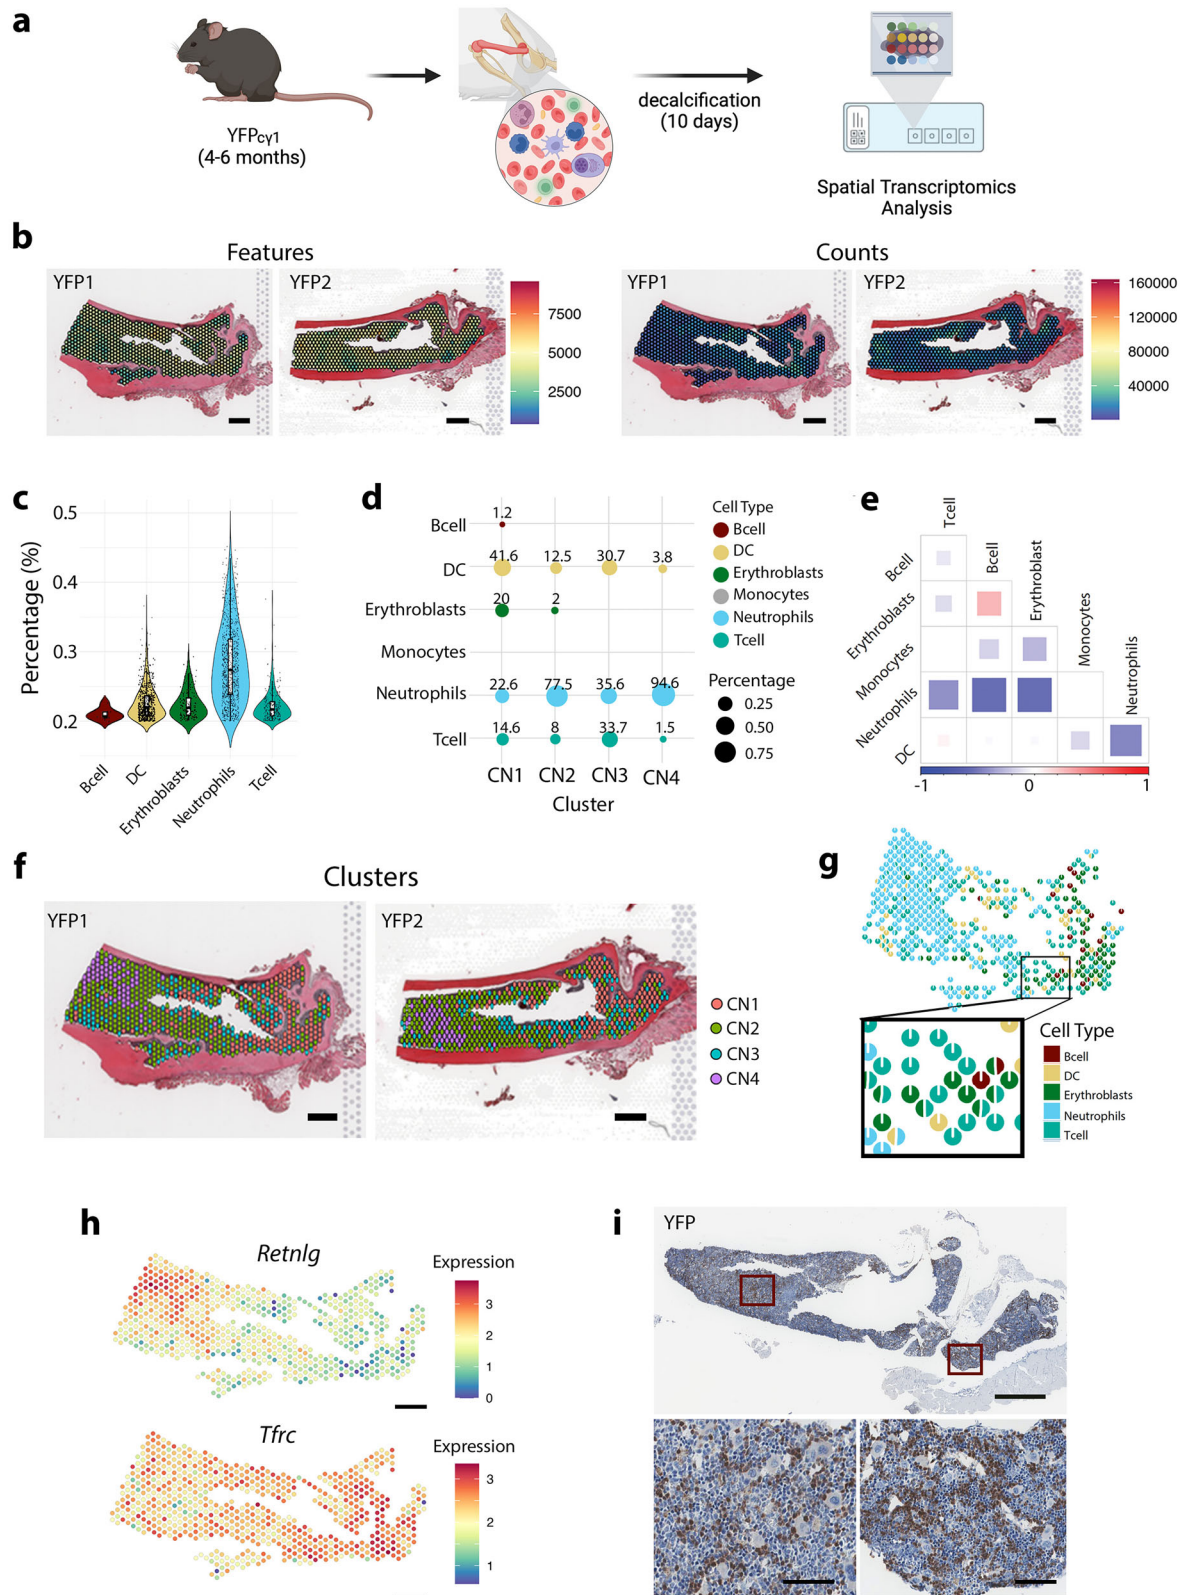 a
YFPcγ1
(4-6 months)
decalcification
(10 days)
Spatial Transcriptomics
Analysis
b
Features
Counts
YFP1
YFP2
7500
5000
2500
YFP1
YFP2
160000
120000
80000
40000
c
Percentage (%)
0.5
0.4
0.3
0.2
Bcell
DC
Erythroblasts
Neutrophils
Tcell
d
Bcell
DC
Erythroblasts
Monocytes
Neutrophils
Tcell
1.2
41.6 12.5 30.7 3.8
20 2
22.6 77.5 35.6 94.6
14.6 8 33.7 1.5
CN1 CN2 CN3 CN4
Cluster
Cell Type
Bcell
DC
Erythroblasts
Monocytes
Neutrophils
Tcell
Percentage
0.25
0.50
0.75
e
Tcell
Bcell
Erythroblast
Monocytes
Neutrophils
Bcell
Erythroblasts
Monocytes
Neutrophils
DC
-1 0 1
f
Clusters
YFP1
YFP2
CN1
CN2
CN3
CN4
g
Cell Type
Bcell
DC
Erythroblasts
Neutrophils
Tcell
h
Retnlg
Expression
3
2
1
0
Tfrc
Expression
3
2
1
i
YFP